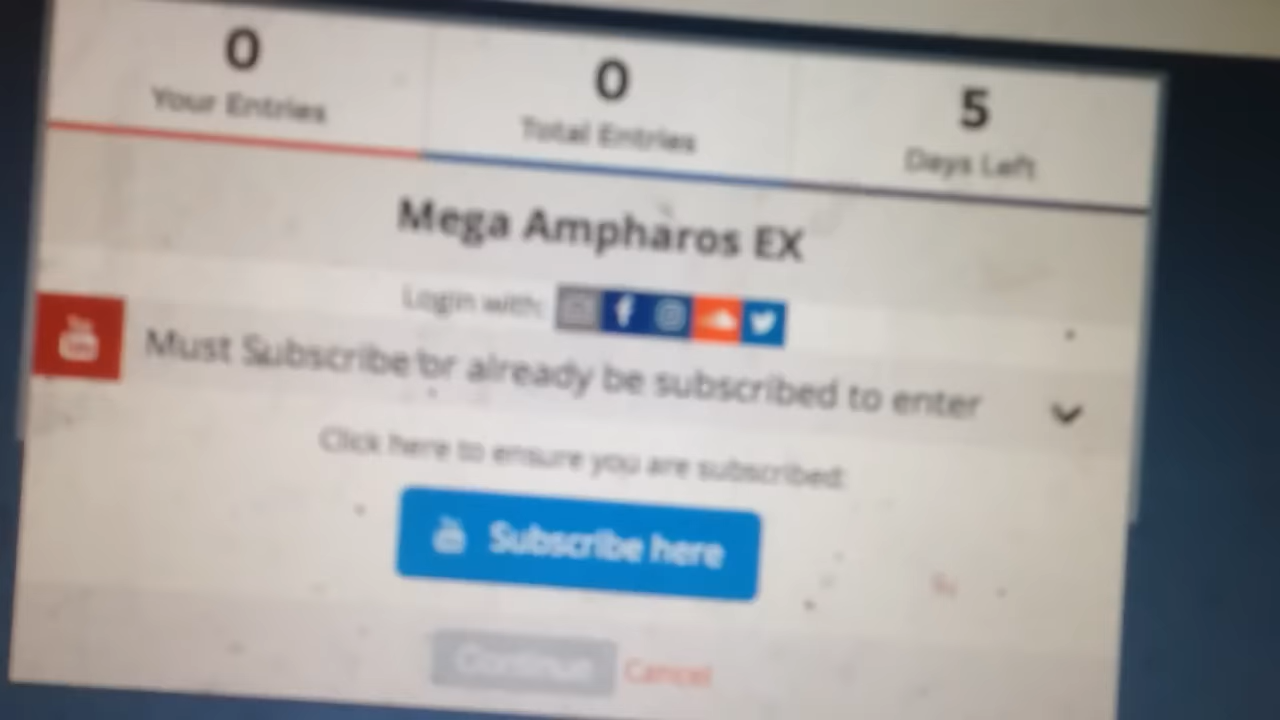 0
Your Entries
0
Total Entries
5
Days Left
Mega Ampharos EX
Login with:
Must Subscribe or already be subscribed to enter
Click here to ensure you are subscribed:
Subscribe here
Continue
Cancel